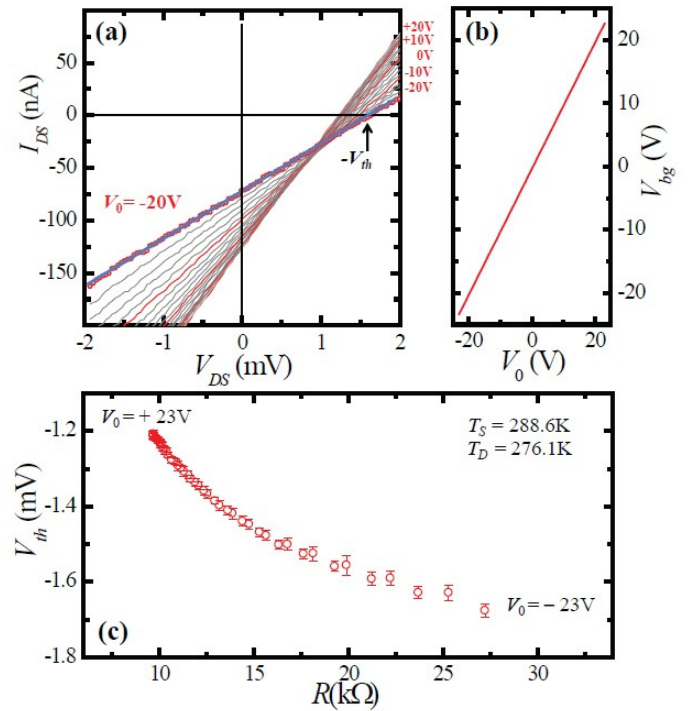 (a)
+20V
+10V
0V
-10V
-20V
50
0
-50
-100
-150
I_DS (nA)
-V_th
V_0 = -20V
-2
-1
0
1
2
V_DS (mV)
(b)
20
10
0
-10
-20
V_bg (V)
-20
0
20
V_0 (V)
V_0 = + 23V
T_S = 288.6K
T_D = 276.1K
-1.2
-1.4
-1.6
-1.8
V_th (mV)
V_0 = − 23V
(c)
10
15
20
25
30
R(kΩ)